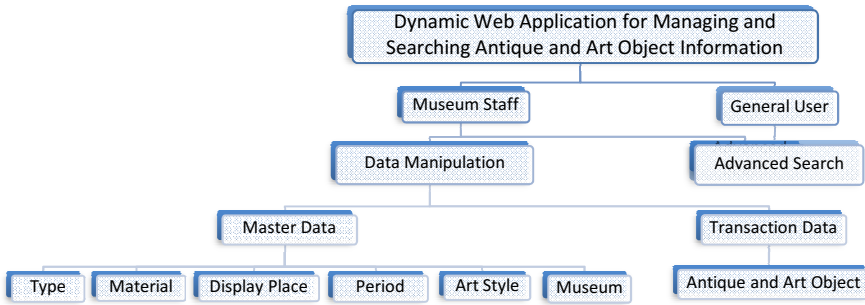 Dynamic Web Application for Managing and
Searching Antique and Art Object Information
Museum Staff
General User
Data Manipulation
Advanced Search
Master Data
Transaction Data
Type
Material
Display Place
Period
Art Style
Museum
Antique and Art Object